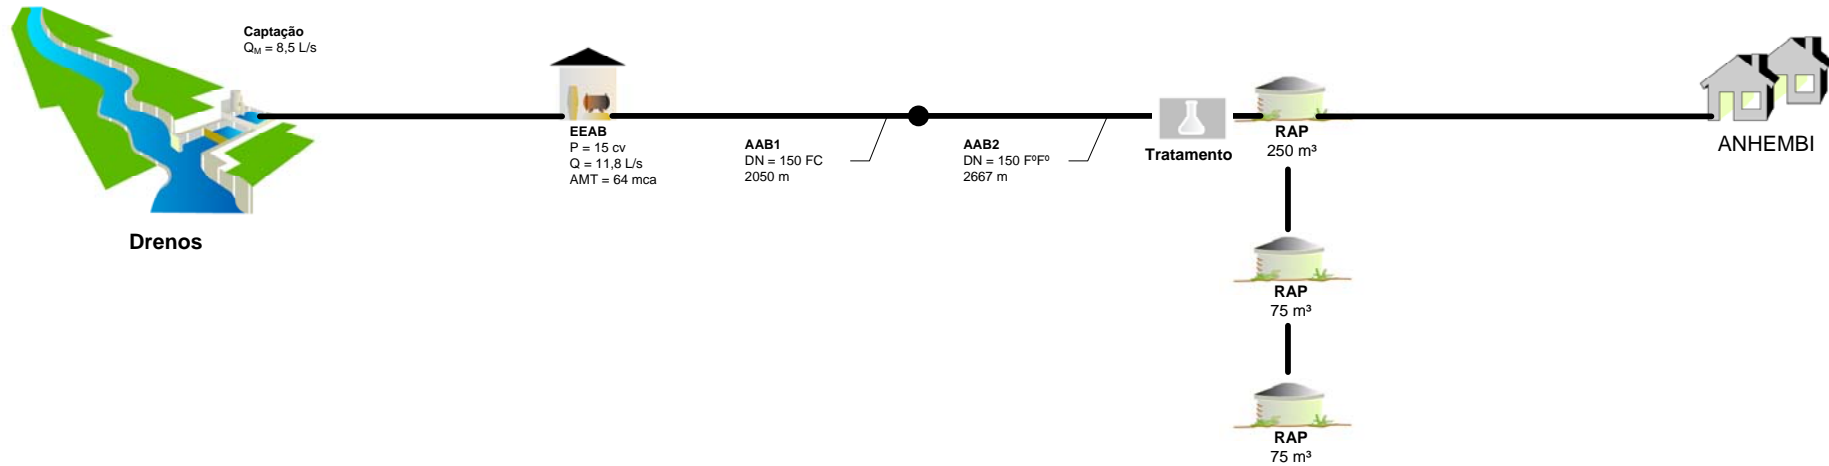 Captação
Q_M = 8,5 L/s
Drenos
EEAB
P = 15 cv
Q = 11,8 L/s
AMT = 64 mca
AAB1
DN = 150 FC
2050 m
AAB2
DN = 150 FºFº
2667 m
Tratamento
RAP
250 m³
RAP
75 m³
RAP
75 m³
ANHEMBI